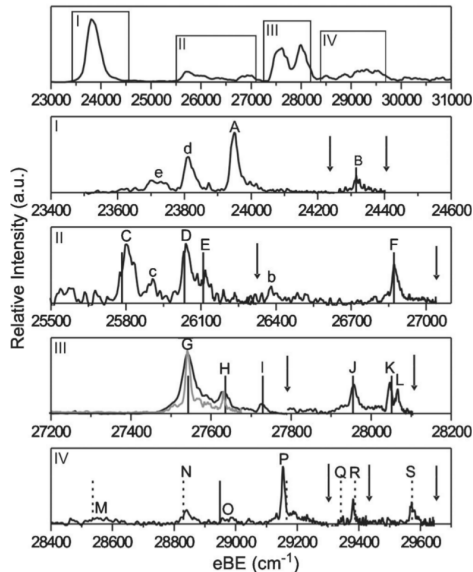 I
II
III
IV
23000 24000 25000 26000 27000 28000 29000 30000 31000
I
e
d
A
B
23400 23600 23800 24000 24200 24400 24600
II
C
c
D
E
b
F
25500 25800 26100 26400 26700 27000
III
G
H
I
J
K
L
27200 27400 27600 27800 28000 28200
IV
M
N
O
P
Q
R
S
28400 28600 28800 29000 29200 29400 29600
Relative Intensity (a.u.)
eBE (cm⁻¹)